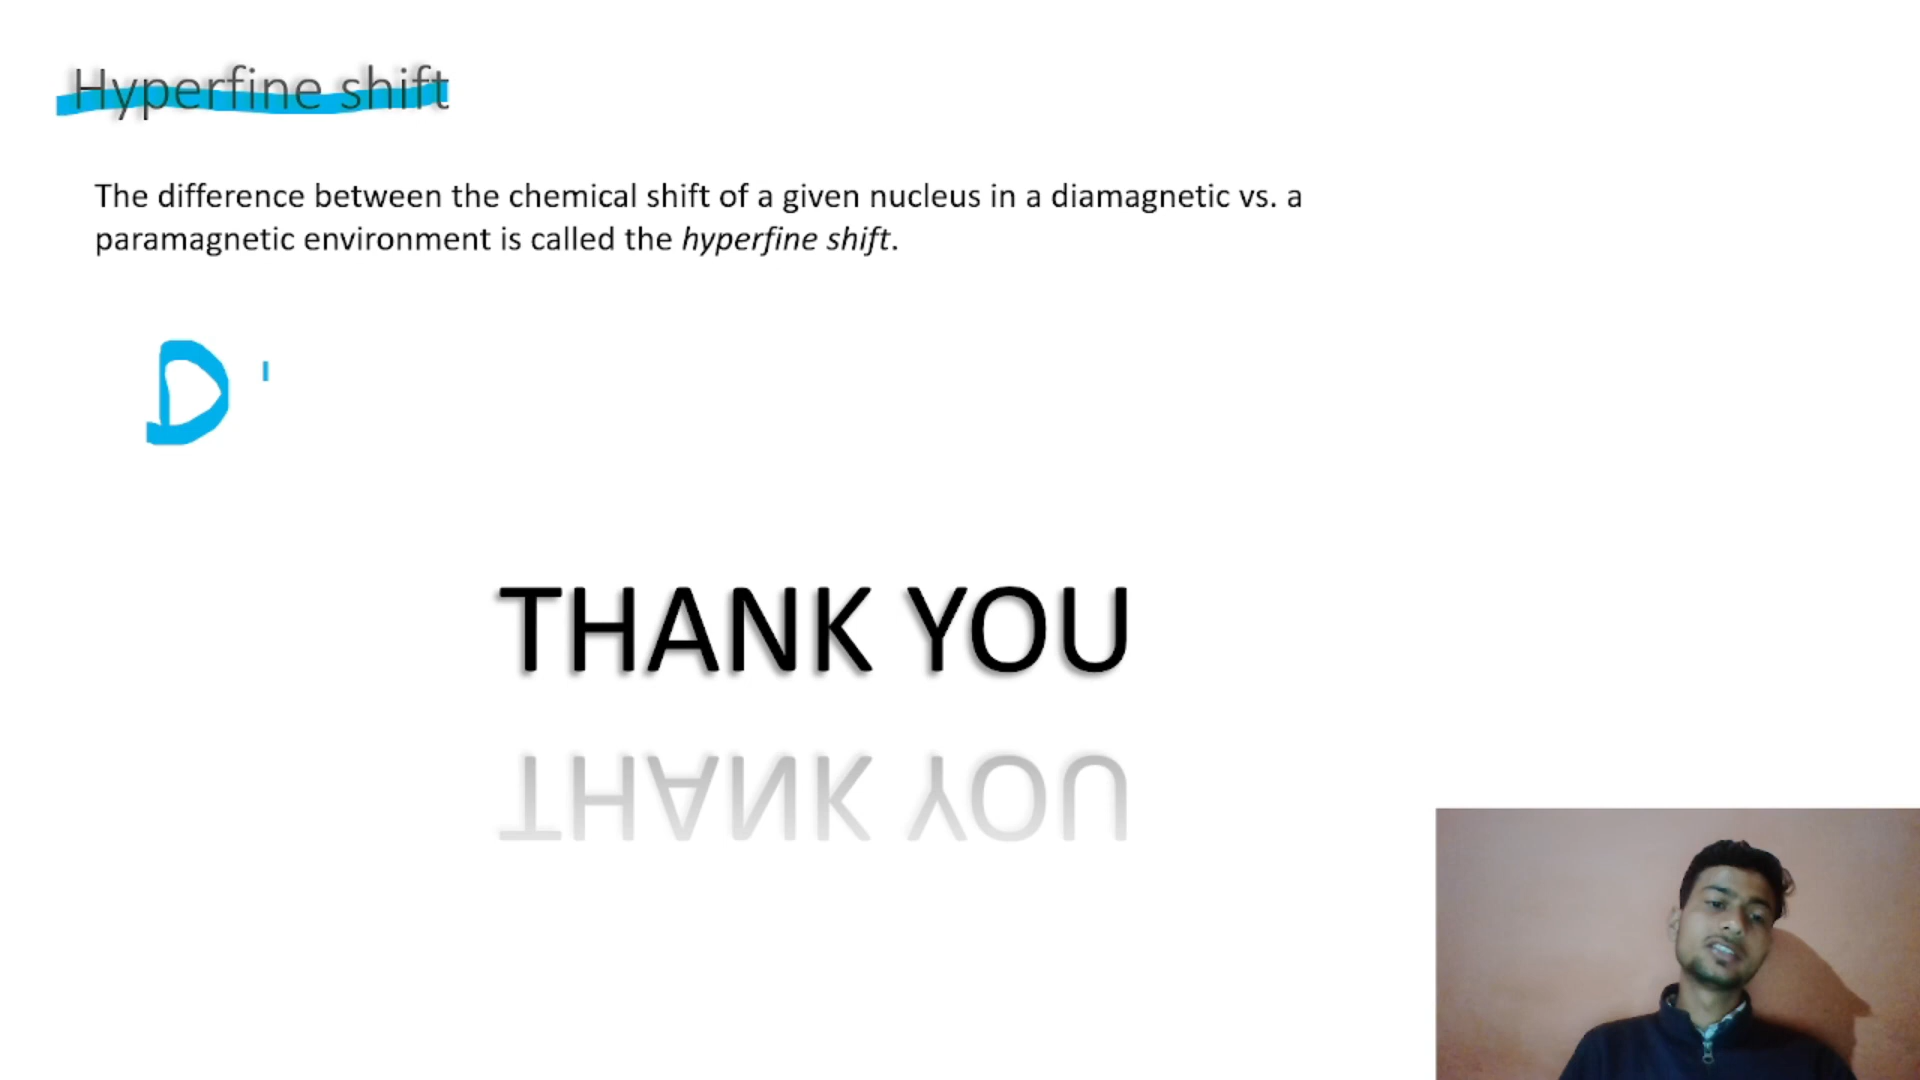 Hyperfine shift
The difference between the chemical shift of a given nucleus in a diamagnetic vs. a
paramagnetic environment is called the hyperfine shift.
D
THANK YOU